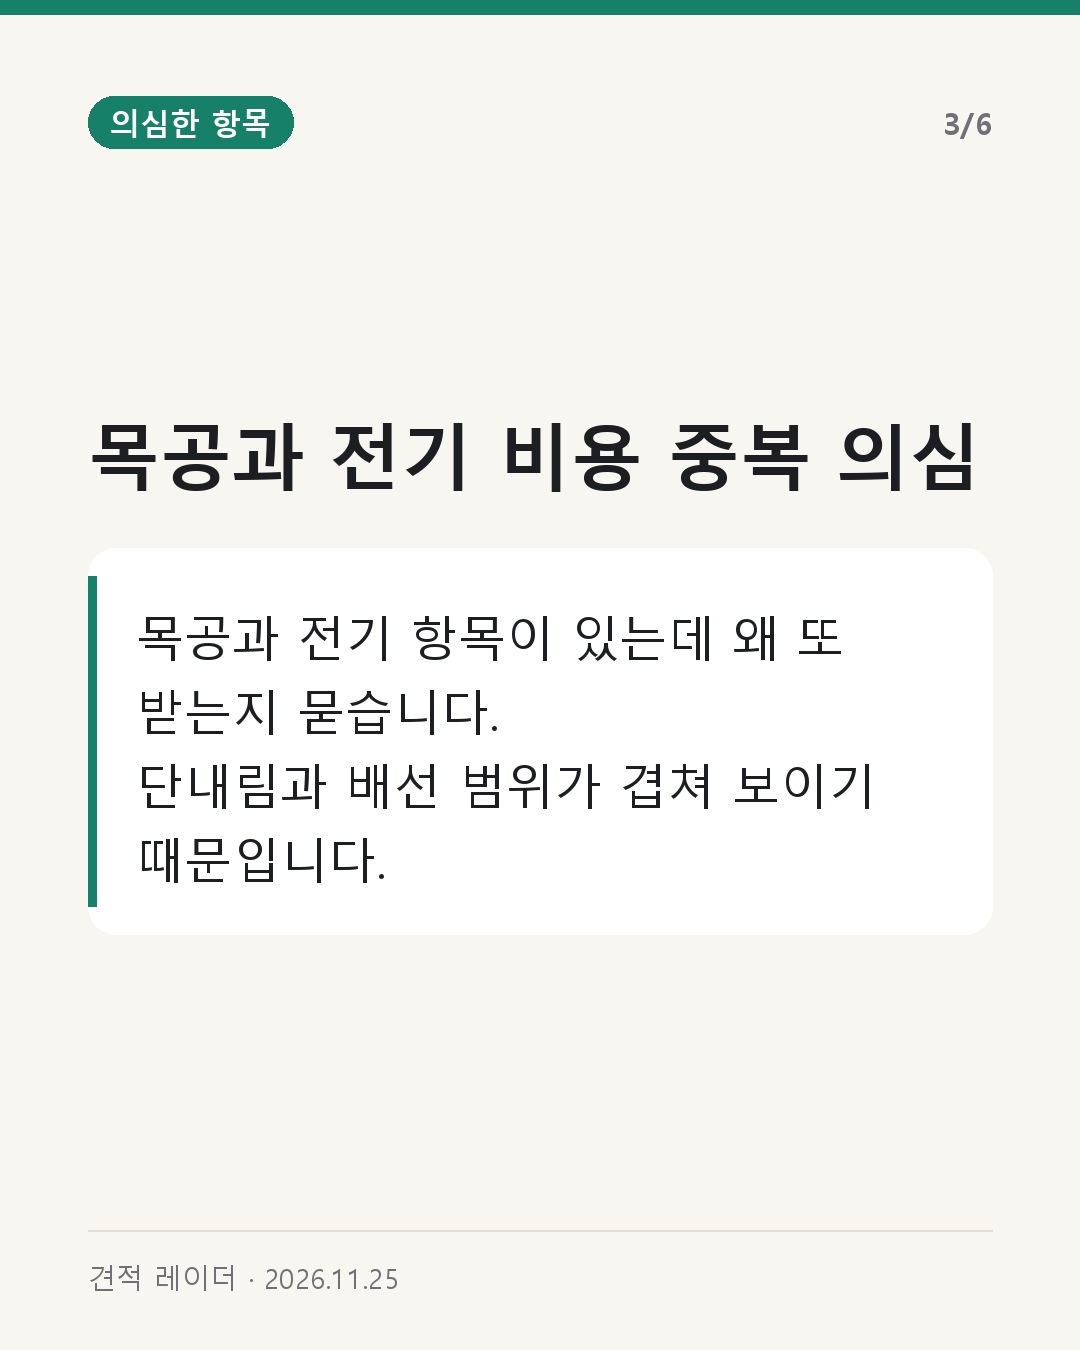 의심한 항목
3/6
목공과 전기 비용 중복 의심
목공과 전기 항목이 있는데 왜 또
받는지 묻습니다.
단내림과 배선 범위가 겹쳐 보이기
때문입니다.
견적 레이더 · 2026.11.25